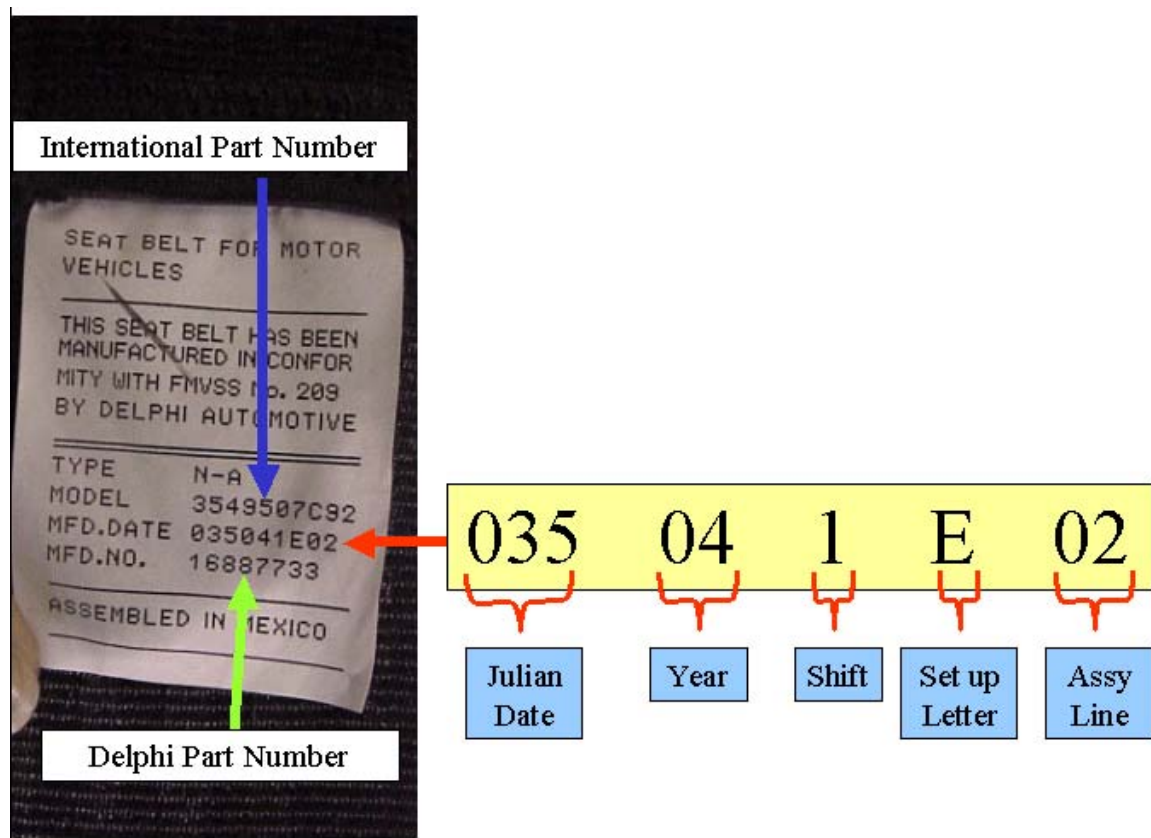 International Part Number
SEAT BELT FOR MOTOR
VEHICLES
THIS SEAT BELT HAS BEEN
MANUFACTURED IN CONFOR
MITY WITH FMVSS No. 209
BY DELPHI AUTOMOTIVE
TYPE N-A
MODEL 3549507C92
MFD.DATE 035041E02
MFD.NO. 16887733
ASSEMBLED IN MEXICO
Delphi Part Number
035 04 1 E 02
Julian Date
Year
Shift
Set up Letter
Assy Line